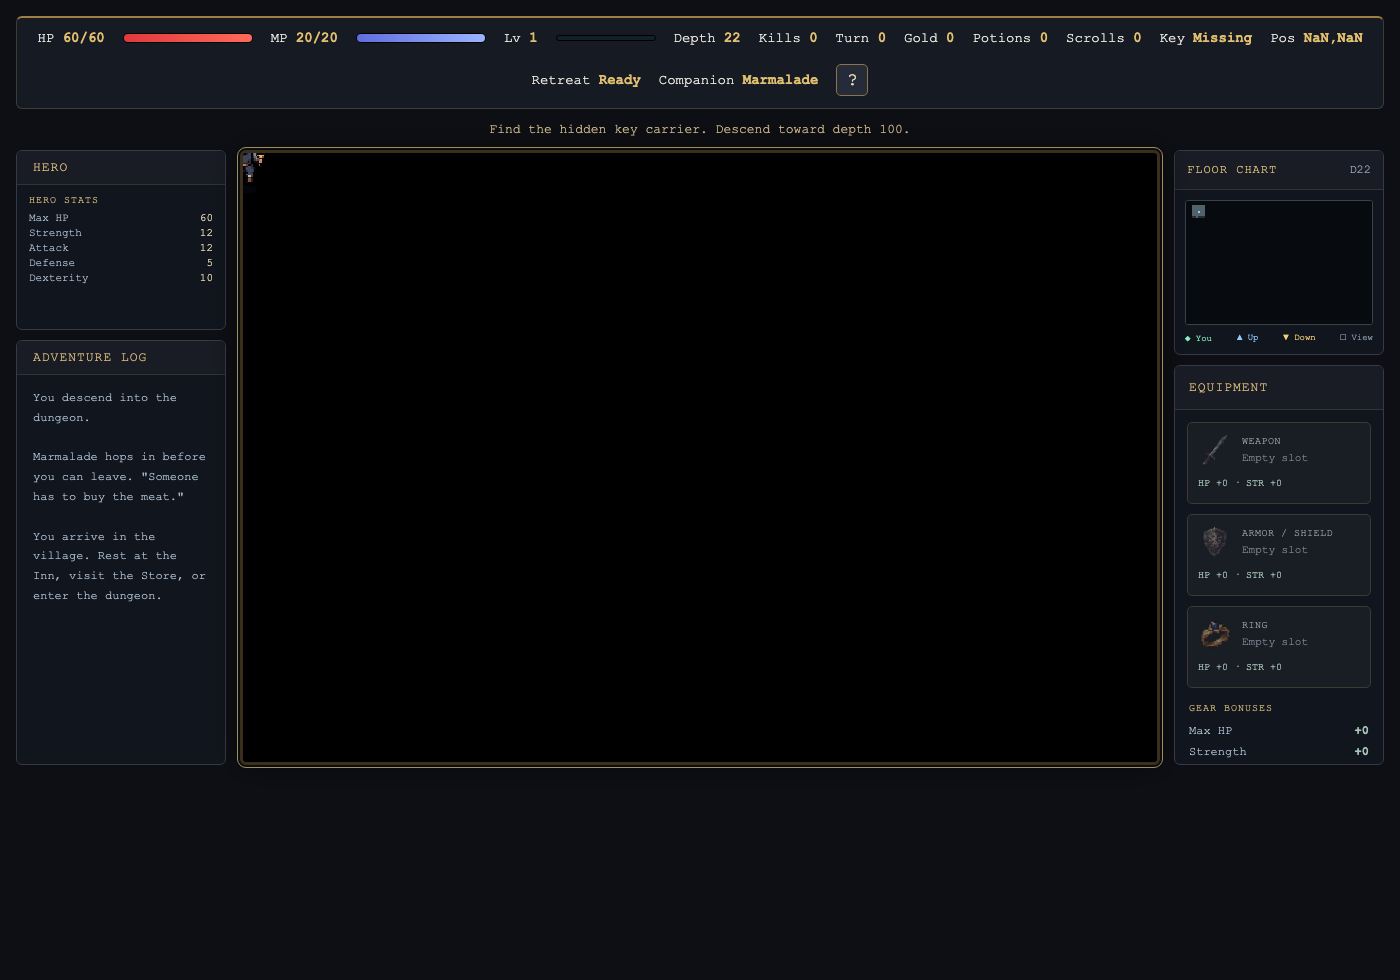 HP 60/60 MP 20/20 Lv 1 Depth 22 Kills 0 Turn 0 Gold 0 Potions 0 Scrolls 0 Key Missing Pos NaN,NaN
Retreat Ready Companion Marmalade ?
Find the hidden key carrier. Descend toward depth 100.
HERO
HERO STATS
Max HP 60
Strength 12
Attack 12
Defense 5
Dexterity 10
ADVENTURE LOG
You descend into the
dungeon.
Marmalade hops in before
you can leave. "Someone
has to buy the meat."
You arrive in the
village. Rest at the
Inn, visit the Store, or
enter the dungeon.
FLOOR CHART D22
◆ You ▲ Up ▼ Down □ View
EQUIPMENT
WEAPON
Empty slot
HP +0 · STR +0
ARMOR / SHIELD
Empty slot
HP +0 · STR +0
RING
Empty slot
HP +0 · STR +0
GEAR BONUSES
Max HP +0
Strength +0